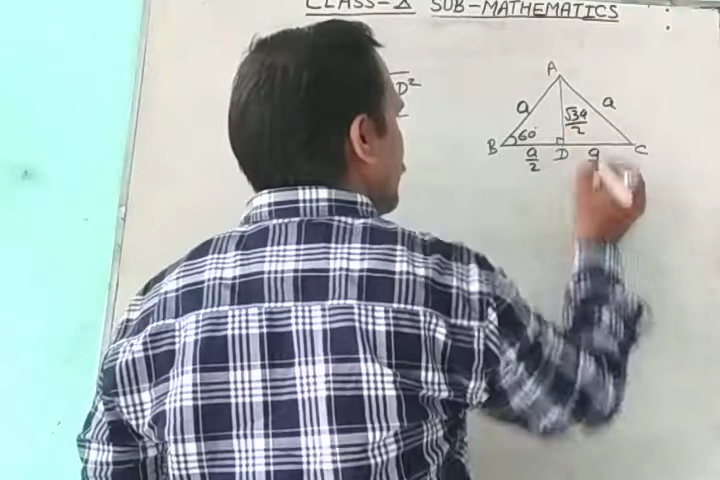 CLASS-X SUB-MATHEMATICS
D²
A
a
a
√3a/2
60°
B
D
C
a/2
a